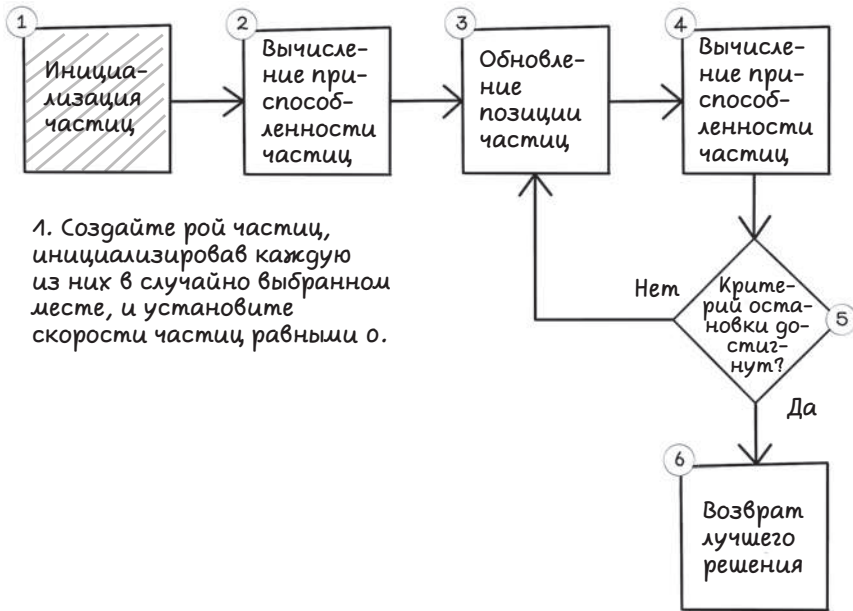 1
Инициа-
лизация
частиц
2
Вычисле-
ние при-
способ-
ленности
частиц
3
Обновле-
ние
позиции
частиц
4
Вычисле-
ние при-
способ-
ленности
частиц
1. Создайте рой частиц,
инициализировав каждую
из них в случайно выбранном
месте, и установите
скорости частиц равными 0.
Нет
Крите-
рий оста-
новки до-
стиг-
нут?
5
Да
6
Возврат
лучшего
решения